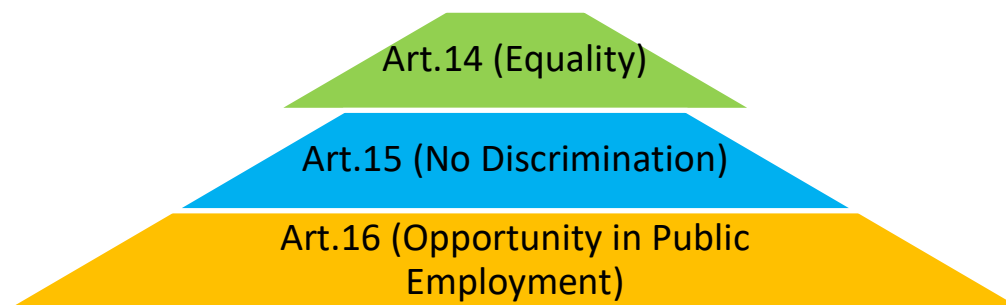 Art.14 (Equality)
Art.15 (No Discrimination)
Art.16 (Opportunity in Public
Employment)